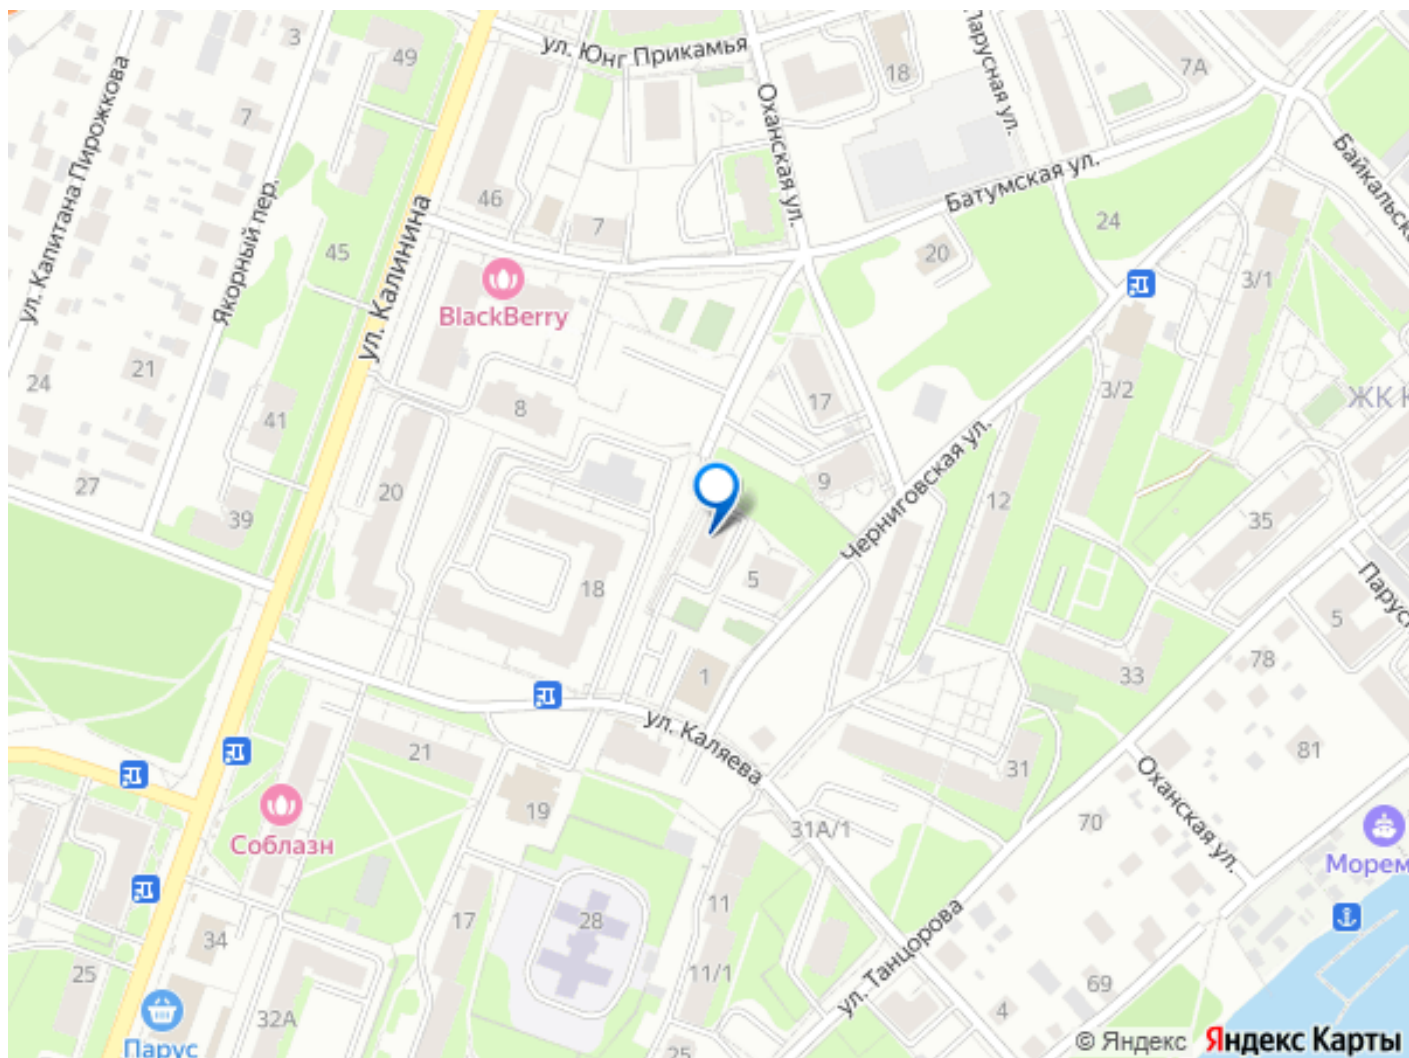 3
49
ул. Юнг Прикамья
18
7А
Парусная ул.
ул. Капитана Пирожкова
7
45
Якорный пер.
ул. Калинина
46
7
Оханская ул.
Батумская ул.
24
20
Байкальск
3/1
BlackBerry
21
24
41
8
17
3/2
ЖК К
27
39
20
9
Черниговская ул.
12
35
18
5
5
Парус
1
33
78
ул. Каляева
21
31
81
19
Соблазн
31А/1
70
Оханская ул.
Морем
17
28
11
34
11/1
ул. Танцорова
25
69
4
32А
Парус
25
© Яндекс Яндекс Карты